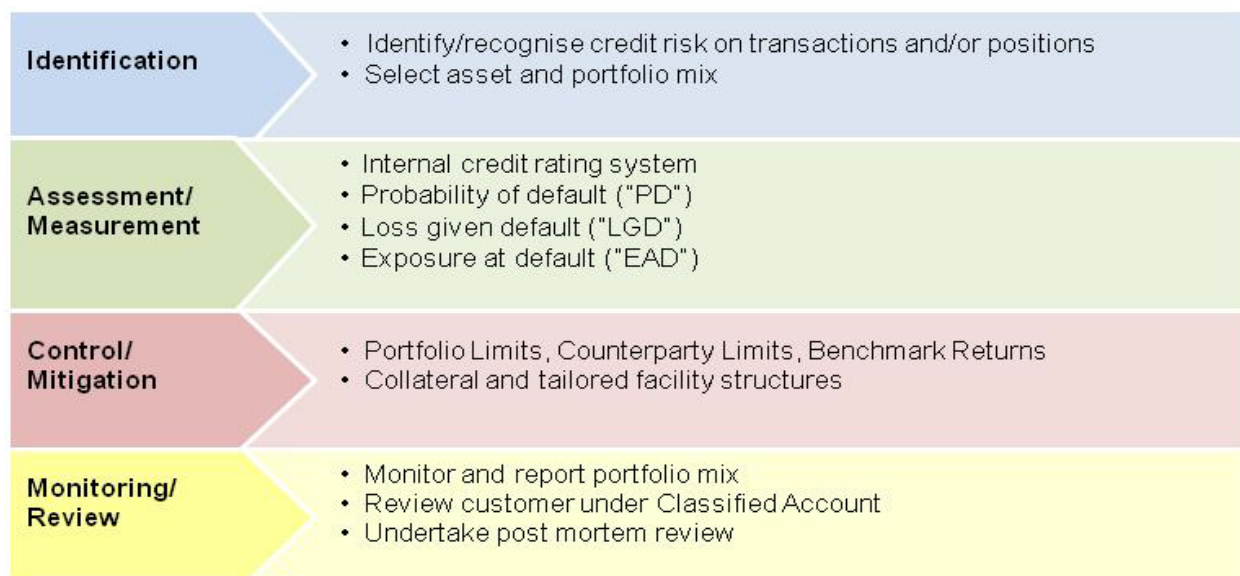 Identification
• Identify/recognise credit risk on transactions and/or positions
• Select asset and portfolio mix
Assessment/
Measurement
• Internal credit rating system
• Probability of default ("PD")
• Loss given default ("LGD")
• Exposure at default ("EAD")
Control/
Mitigation
• Portfolio Limits, Counterparty Limits, Benchmark Returns
• Collateral and tailored facility structures
Monitoring/
Review
• Monitor and report portfolio mix
• Review customer under Classified Account
• Undertake post mortem review